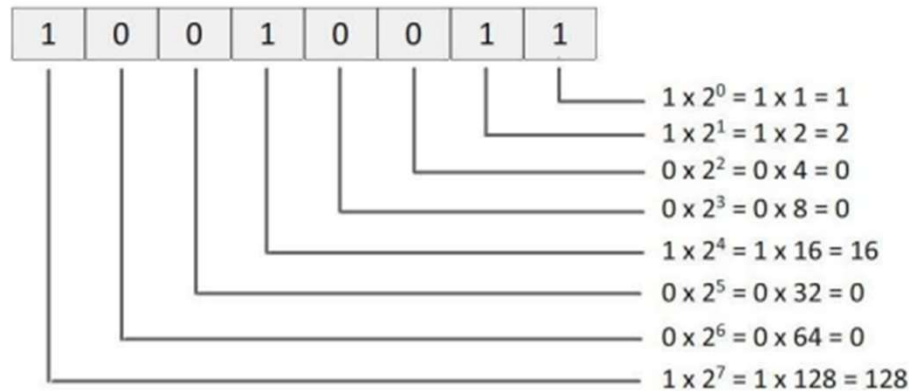 1 0 0 1 0 0 1 1
1 x 2⁰ = 1 x 1 = 1
1 x 2¹ = 1 x 2 = 2
0 x 2² = 0 x 4 = 0
0 x 2³ = 0 x 8 = 0
1 x 2⁴ = 1 x 16 = 16
0 x 2⁵ = 0 x 32 = 0
0 x 2⁶ = 0 x 64 = 0
1 x 2⁷ = 1 x 128 = 128